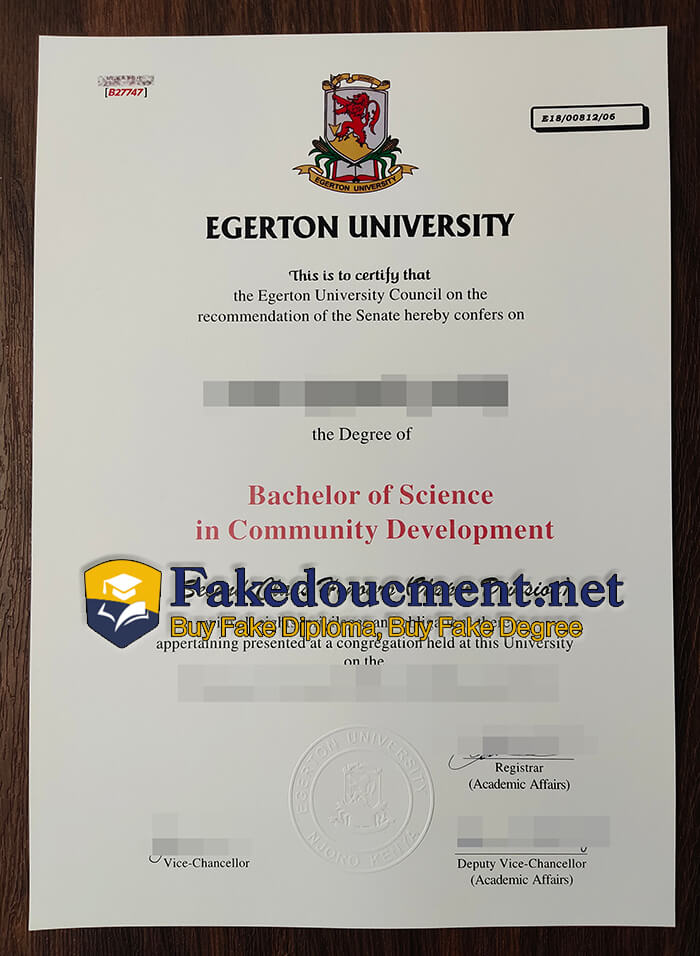 [B27747]
E18/00812/06
EGERTON UNIVERSITY
EGERTON UNIVERSITY
This is to certify that
the Egerton University Council on the
recommendation of the Senate hereby confers on
the Degree of
Bachelor of Science
in Community Development
Fakedoucment.net
Buy Fake Diploma, Buy Fake Degree
appertaining presented at a congregation held at this University
on the
EGERTON UNIVERSITY
NJORO KENYA
Registrar
(Academic Affairs)
Vice-Chancellor
Deputy Vice-Chancellor
(Academic Affairs)